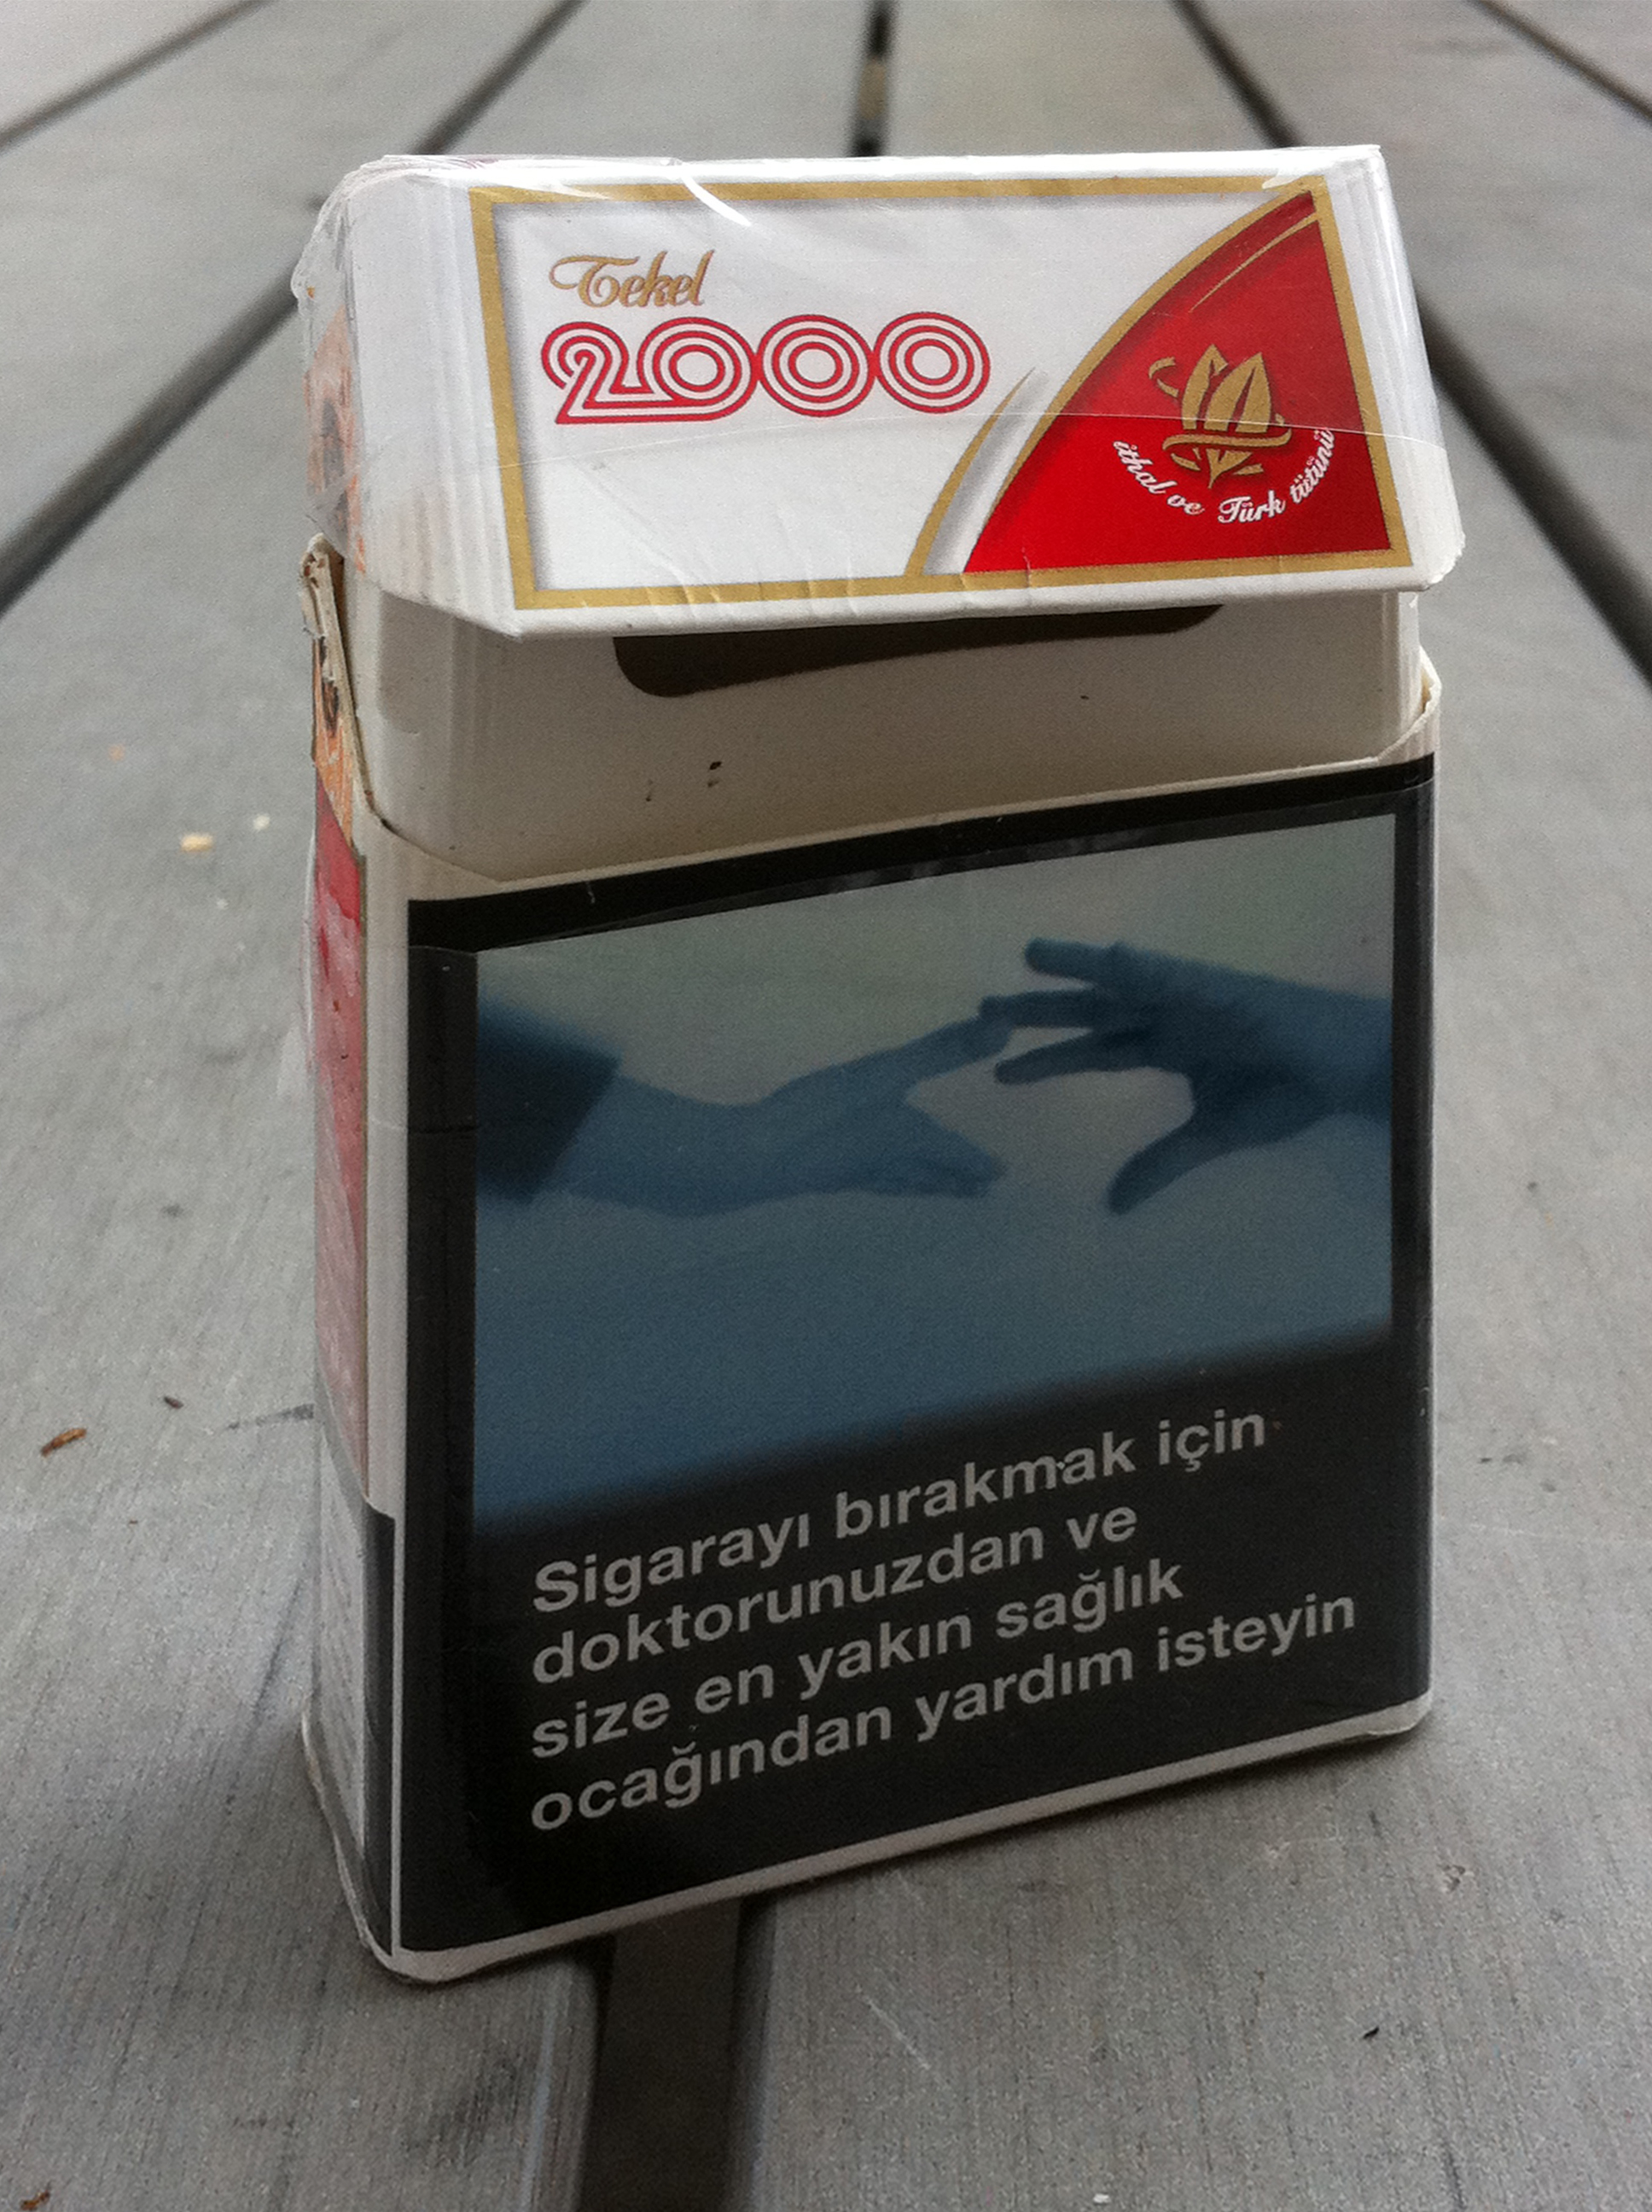 Tekel
2000
ithal ve Türk tütünü
Sigarayı bırakmak için
doktorunuzdan ve
size en yakın sağlık
ocağından yardım isteyin